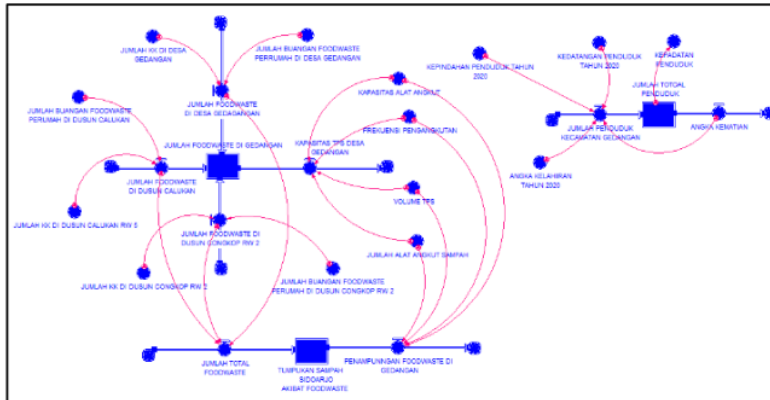 JUMLAH KK DI DESA
GEDANGAN
JUMLAH BUANGAN FOODWASTE
PERRUMAH DI DESA GEDANGAN
KEPINDAHAN PENDUDUK TAHUN
2020
KEDATANGAN PENDUDUK
TAHUN 2020
KEPADATAN
PENDUDUK
KAPASITAS ALAT ANGKUT
JUMLAH TOTOAL
PENDUDUK
JUMLAH BUANGAN FOODWASTE
PERUMAH DI DUSUN CALUKAN
JUMLAH FOODWASTE
DI DESA GEDAGANGAN
FREKUENSI PENGANGKUTAN
JUMLAH PENDUDUK
KECAMATAN GEDANGAN
ANGKA KEMATIAN
JUMLAH FOODWASTE DI GEDANGAN
KAPASITAS TPS DESA
GEDANGAN
JUMLAH FOODWASTE
DI DUSUN CALUKAN
ANGKA KELAHIRAN
TAHUN 2020
VOLUME TPS
JUMLAH KK DI DUSUN CALUKAN RW 5
JUMLAH FOODWASTE DI
DUSUN CONGKOP RW 2
JUMLAH ALAT ANGKUT SAMPAH
JUMLAH KK DI DUSUN CONGKOP RW 2
JUMLAH BUANGAN FOODWASTE
PERUMAH DI DUSUN CONGKOP RW 2
JUMLAH TOTAL
FOODWASTE
TUMPUKAN SAMPAH
SIDOARJO
AKIBAT FOODWASTE
PENAMPUNNGAN FOODWASTE DI
GEDANGAN